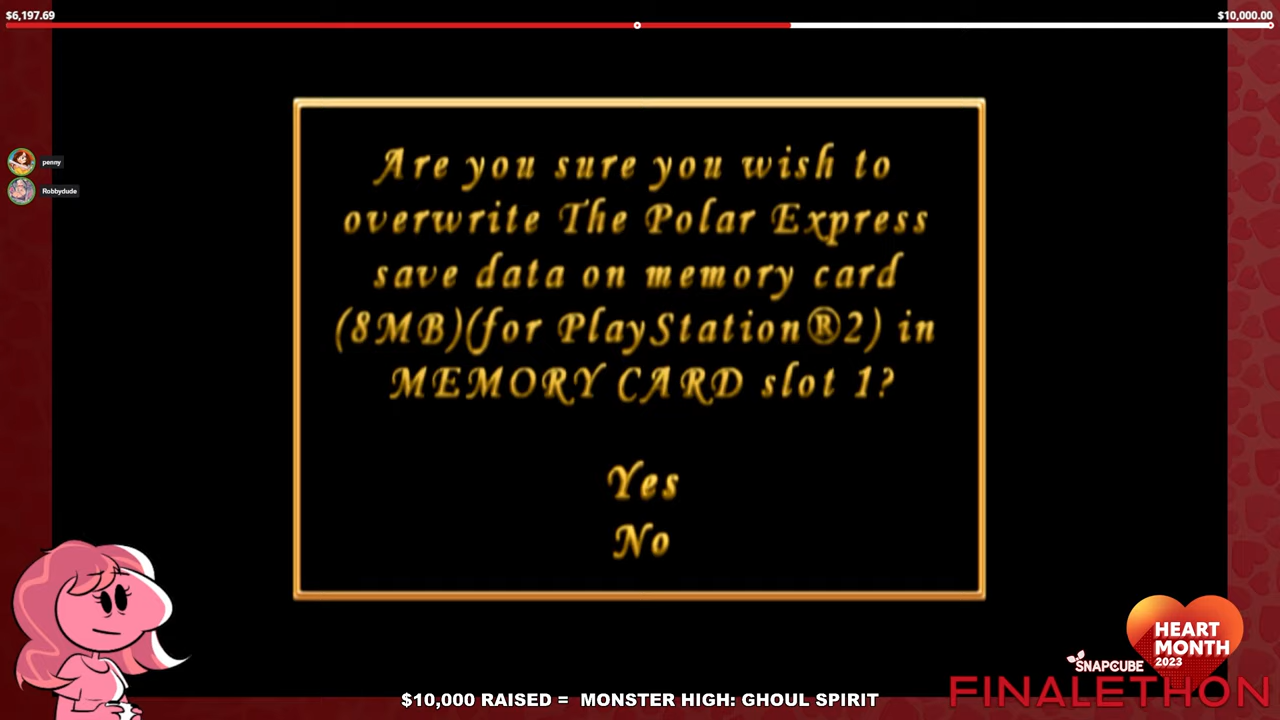 $6,197.69
$10,000.00
penny
Robbydude
Are you sure you wish to
overwrite The Polar Express
save data on memory card
(8MB)(for PlayStation®2) in
MEMORY CARD slot 1?
Yes
No
HEART
MONTH
2023
SNAPCUBE
FINALETHON
$10,000 RAISED = MONSTER HIGH: GHOUL SPIRIT